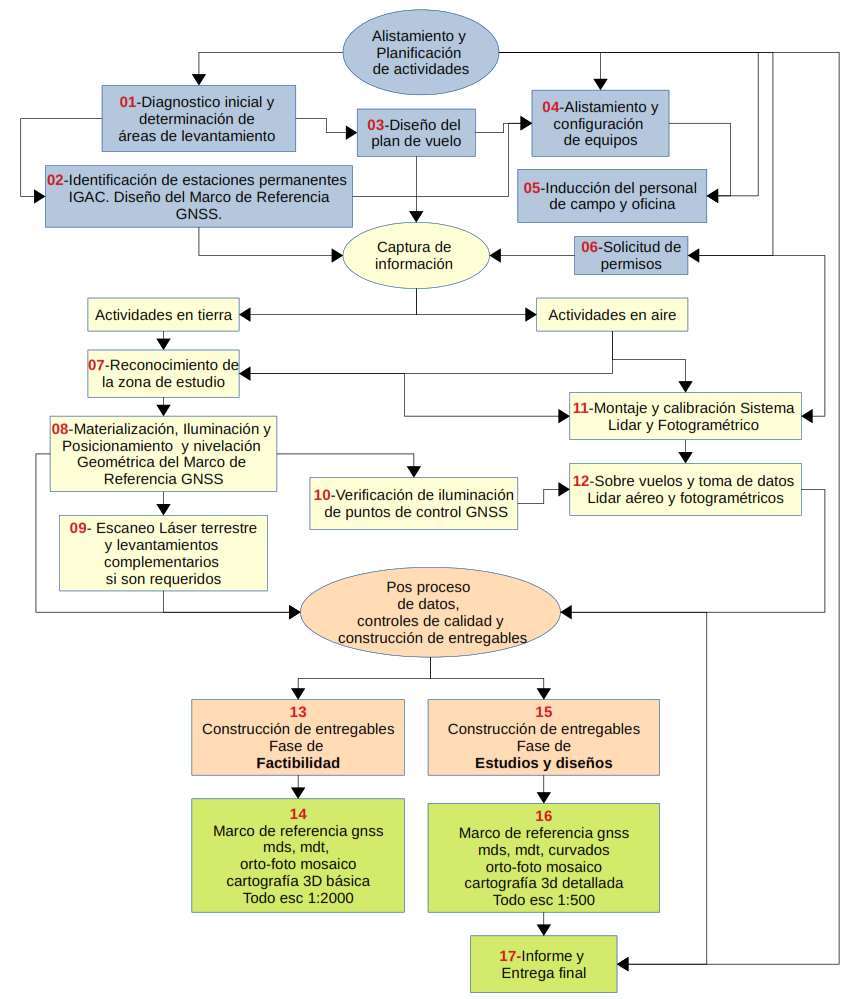 Alistamiento y
Planificación
de actividades
01-Diagnostico inicial y
determinación de
áreas de levantamiento
03-Diseño del
plan de vuelo
04-Alistamiento y
configuración
de equipos
02-Identificación de estaciones permanentes
IGAC. Diseño del Marco de Referencia
GNSS.
05-Inducción del personal
de campo y oficina
Captura de
información
06-Solicitud de
permisos
Actividades en tierra
Actividades en aire
07-Reconocimiento de
la zona de estudio
11-Montaje y calibración Sistema
Lidar y Fotogramétrico
08-Materialización, Iluminación y
Posicionamiento y nivelación
Geométrica del Marco de
Referencia GNSS
10-Verificación de iluminación
de puntos de control GNSS
12-Sobre vuelos y toma de datos
Lidar aéreo y fotogramétricos
09- Escaneo Láser terrestre
y levantamientos
complementarios
si son requeridos
Pos proceso
de datos,
controles de calidad y
construcción de entregables
13
Construcción de entregables
Fase de
Factibilidad
15
Construcción de entregables
Fase de
Estudios y diseños
14
Marco de referencia gnss
mds, mdt,
orto-foto mosaico
cartografía 3D básica
Todo esc 1:2000
16
Marco de referencia gnss
mds, mdt, curvados
orto-foto mosaico
cartografía 3d detallada
Todo esc 1:500
17-Informe y
Entrega final